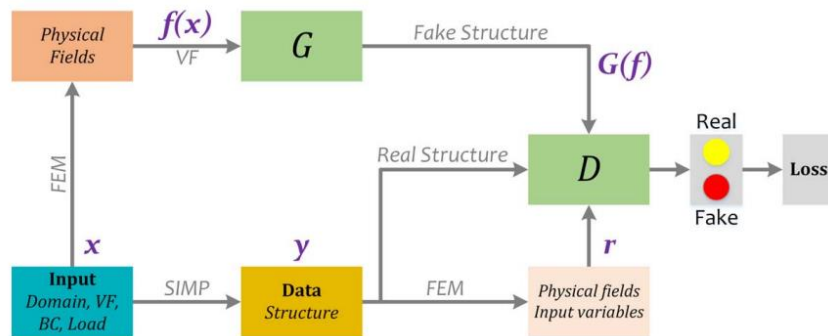 f(x)
Physical
Fields
VF
G
Fake Structure
G(f)
FEM
Real Structure
D
Real
Fake
Loss
x
y
r
Input
Domain, VF,
BC, Load
SIMP
Data
Structure
FEM
Physical fields
Input variables